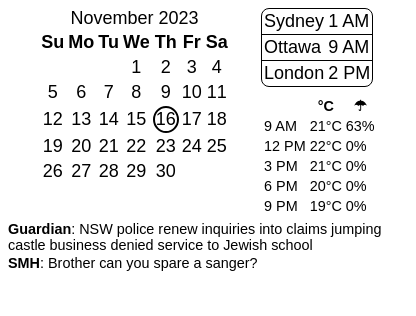 November 2023
Su Mo Tu We Th Fr Sa
1 2 3 4
5 6 7 8 9 10 11
12 13 14 15 16 17 18
19 20 21 22 23 24 25
26 27 28 29 30
Sydney 1 AM
Ottawa 9 AM
London 2 PM
°C ☂
9 AM 21°C 63%
12 PM 22°C 0%
3 PM 21°C 0%
6 PM 20°C 0%
9 PM 19°C 0%
Guardian: NSW police renew inquiries into claims jumping
castle business denied service to Jewish school
SMH: Brother can you spare a sanger?